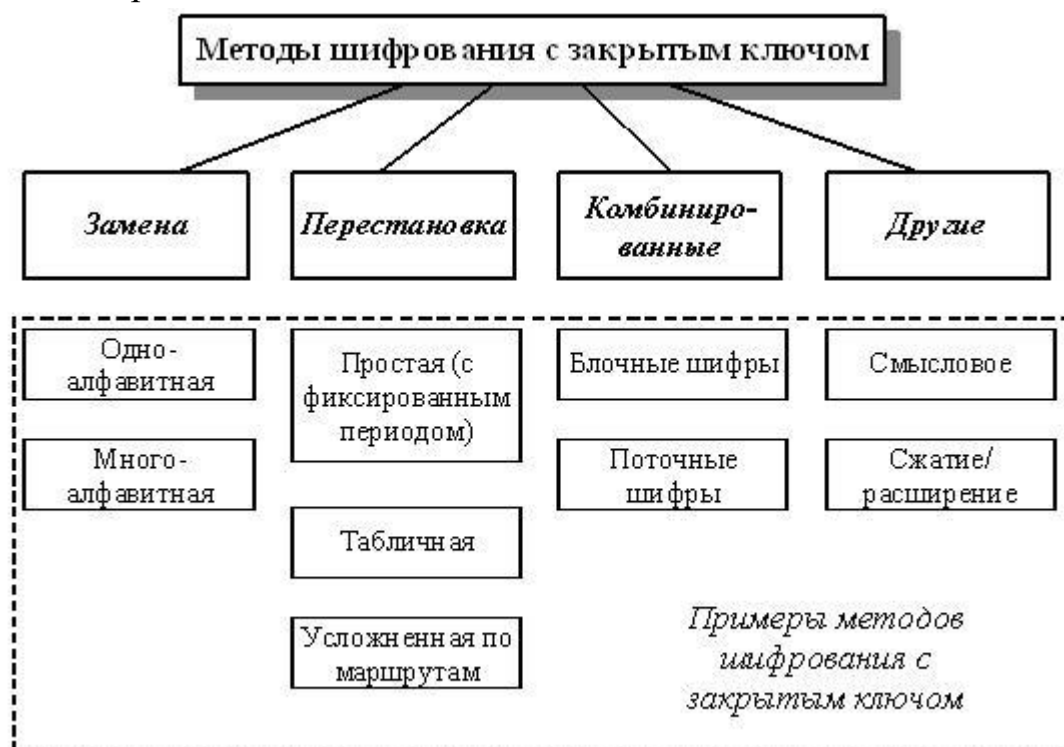 Методы шифрования с закрытым ключом
Замена
Перестановка
Комбиниро-
ванные
Другие
Одно-
алфавитная
Много-
алфавитная
Простая (с
фиксированным
периодом)
Табличная
Усложненная по
маршрутам
Блочные шифры
Поточные
шифры
Смысловое
Сжатие/
расширение
Примеры методов
шифрования с
закрытым ключом